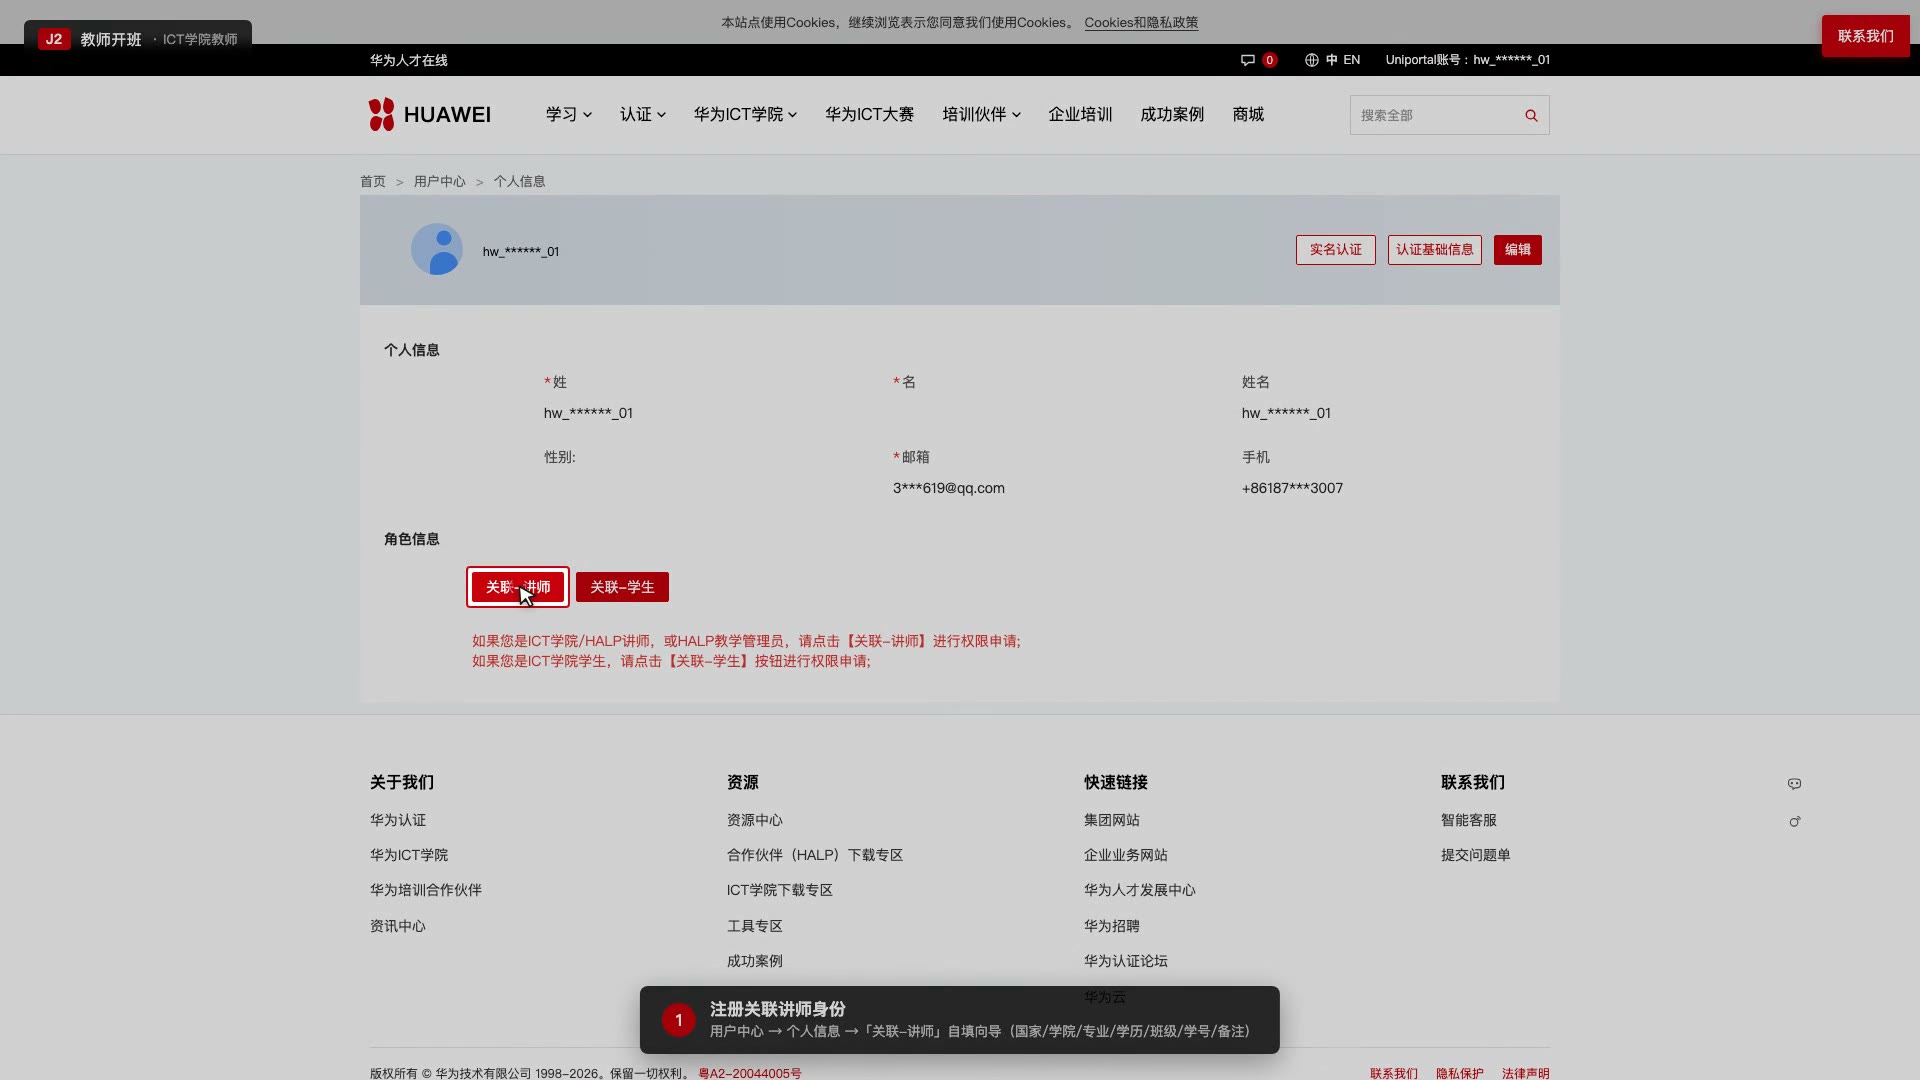 本站点使用Cookies，继续浏览表示您同意我们使用Cookies。 Cookies和隐私政策
J2 教师开班 · ICT学院教师
联系我们
华为人才在线
0 中 EN Uniportal账号：hw_******_01
HUAWEI 学习 认证 华为ICT学院 华为ICT大赛 培训伙伴 企业培训 成功案例 商城 搜索全部
首页 > 用户中心 > 个人信息
hw_******_01
实名认证 认证基础信息 编辑
个人信息
*姓 *名 姓名
hw_******_01 hw_******_01
性别: *邮箱 手机
3***619@qq.com +86187***3007
角色信息
关联-讲师 关联-学生
如果您是ICT学院/HALP讲师，或HALP教学管理员，请点击【关联-讲师】进行权限申请;
如果您是ICT学院学生，请点击【关联-学生】按钮进行权限申请;
关于我们 资源 快速链接 联系我们
华为认证 资源中心 集团网站 智能客服
华为ICT学院 合作伙伴（HALP）下载专区 企业业务网站 提交问题单
华为培训合作伙伴 ICT学院下载专区 华为人才发展中心
资讯中心 工具专区 华为招聘
成功案例 华为认证论坛
华为云
1 注册关联讲师身份
用户中心 → 个人信息 →「关联-讲师」自填向导（国家/学院/专业/学历/班级/学号/备注）
版权所有 © 华为技术有限公司 1998-2026。保留一切权利。 粤A2-20044005号
联系我们 隐私保护 法律声明